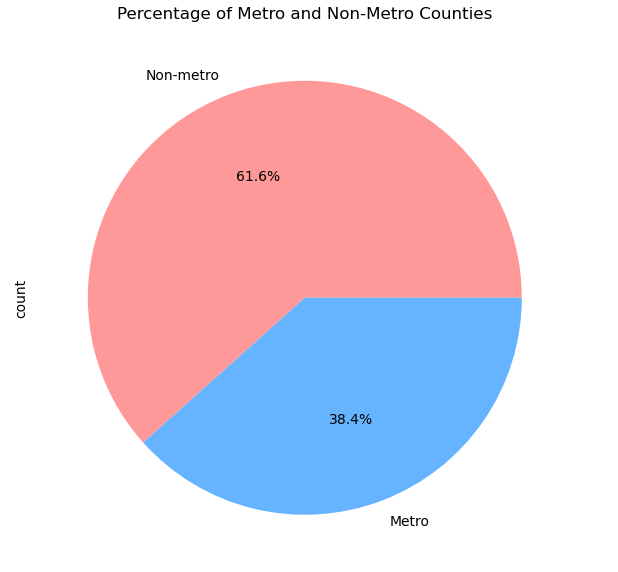 Percentage of Metro and Non-Metro Counties
Non-metro
61.6%
count
38.4%
Metro